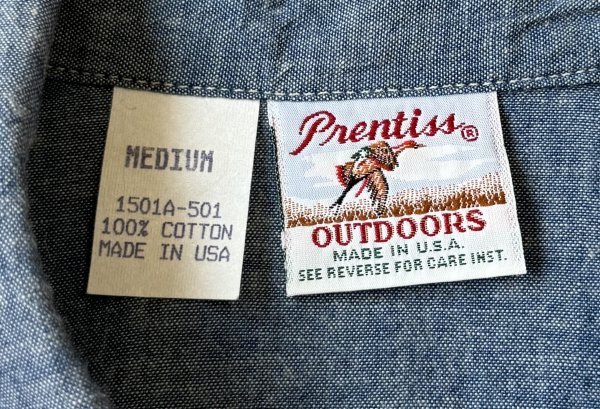 MEDIUM
1501A-501
100% COTTON
MADE IN USA
Prentiss®
OUTDOORS
MADE IN U.S.A.
SEE REVERSE FOR CARE INST.